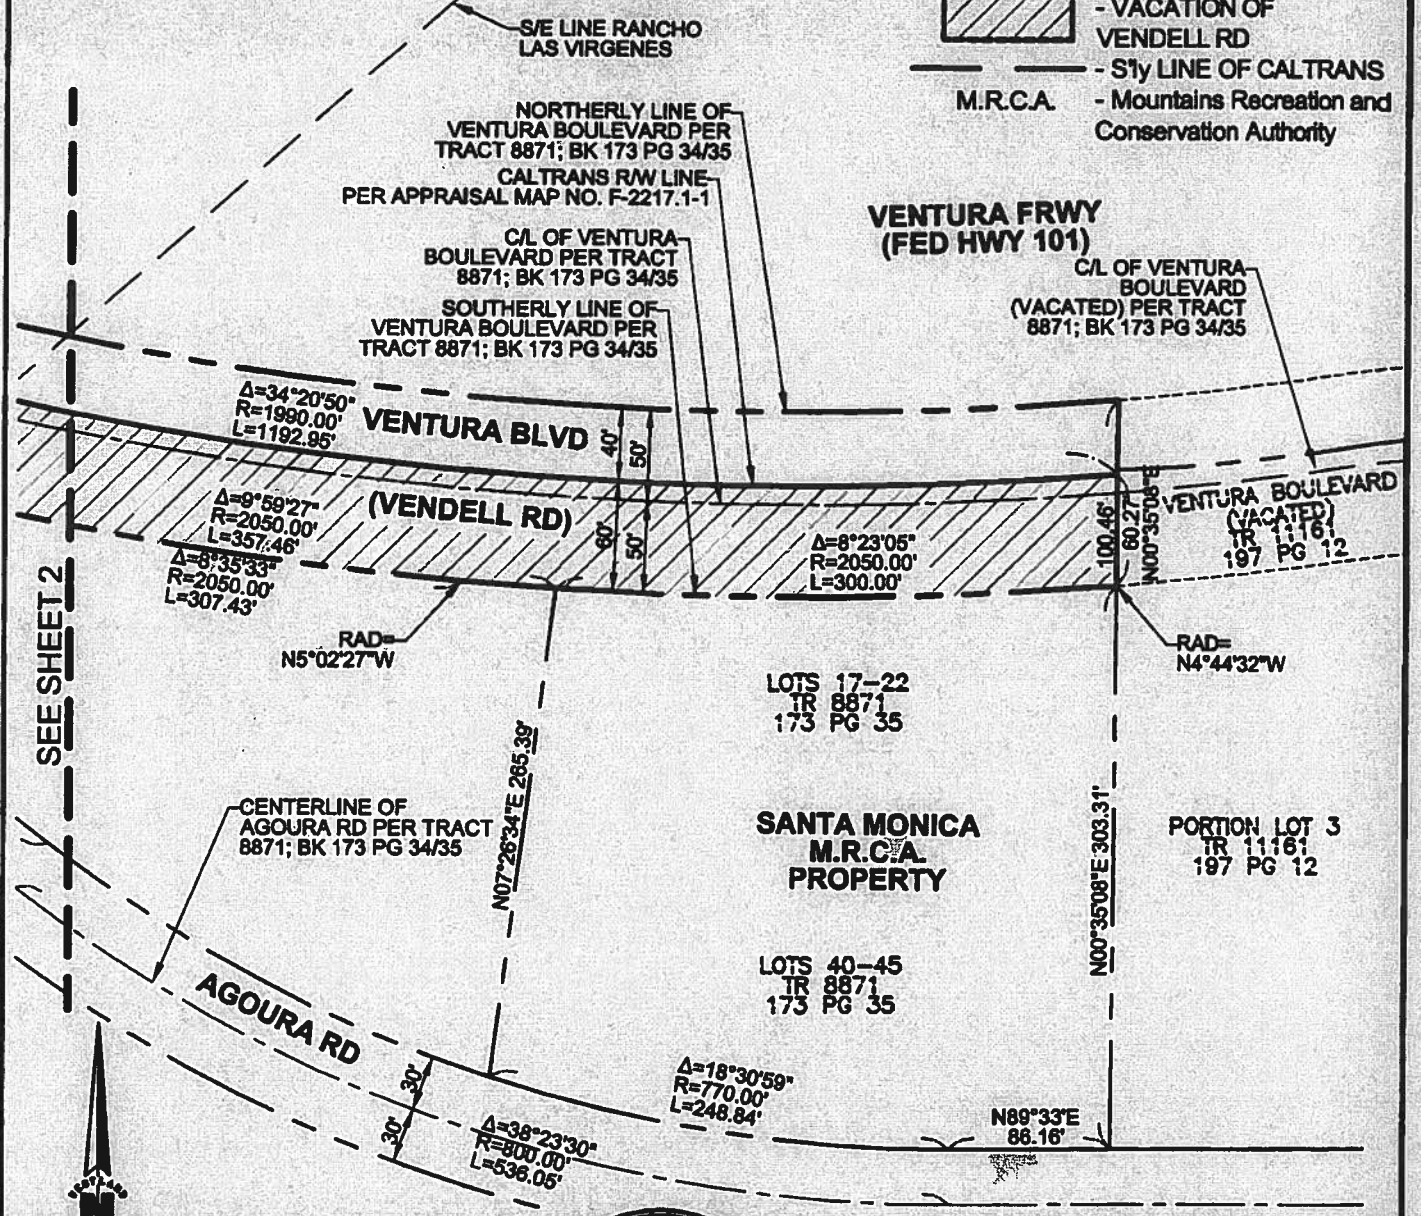 - VACATION OF
VENDELL RD
- S'ly LINE OF CALTRANS
M.R.C.A. - Mountains Recreation and
Conservation Authority
S/E LINE RANCHO
LAS VIRGENES
NORTHERLY LINE OF
VENTURA BOULEVARD PER
TRACT 8871; BK 173 PG 34/35
CALTRANS R/W LINE
PER APPRAISAL MAP NO. F-2217.1-1
C/L OF VENTURA
BOULEVARD PER TRACT
8871; BK 173 PG 34/35
SOUTHERLY LINE OF
VENTURA BOULEVARD PER
TRACT 8871; BK 173 PG 34/35
VENTURA FRWY
(FED HWY 101)
C/L OF VENTURA
BOULEVARD
(VACATED) PER TRACT
8871; BK 173 PG 34/35
Δ=34°20'50"
R=1990.00'
L=1192.95'
VENTURA BLVD
40'
50'
(VENDELL RD)
60'
50'
Δ=9°59'27"
R=2050.00'
L=357.46'
Δ=8°35'33"
R=2050.00'
L=307.43'
Δ=8°23'05"
R=2050.00'
L=300.00'
100.46'
60.27'
N00°35'08"E
VENTURA BOULEVARD
(VACATED)
TR 11161
197 PG 12
RAD=
N5°02'27"W
RAD=
N4°44'32"W
SEE SHEET 2
LOTS 17-22
TR 8871
173 PG 35
N07°26'34"E 265.39'
CENTERLINE OF
AGOURA RD PER TRACT
8871; BK 173 PG 34/35
SANTA MONICA
M.R.C.A.
PROPERTY
N00°35'08"E 303.31'
PORTION LOT 3
TR 11161
197 PG 12
LOTS 40-45
TR 8871
173 PG 35
AGOURA RD
30'
30'
Δ=18°30'59"
R=770.00'
L=248.84'
Δ=38°23'30"
R=800.00'
L=536.05'
N89°33'E
86.16'